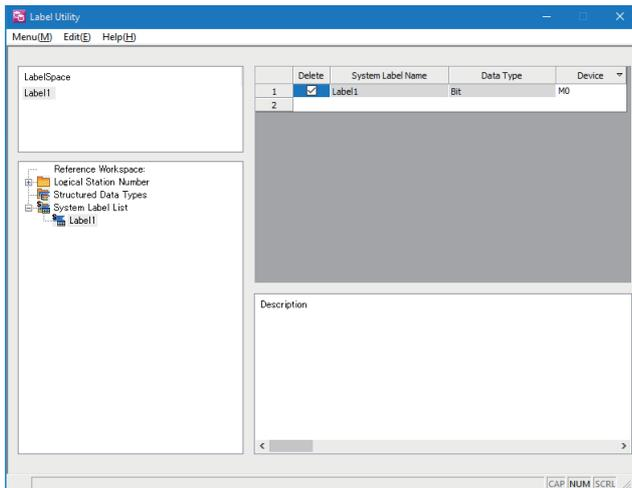 Label Utility
Menu(M) Edit(E) Help(H)
LabelSpace
Label1
Delete System Label Name Data Type Device
1 Label1 Bit M0
2
Reference Workspace:
Logical Station Number
Structured Data Types
System Label List
Label1
Description
CAP NUM SCRL